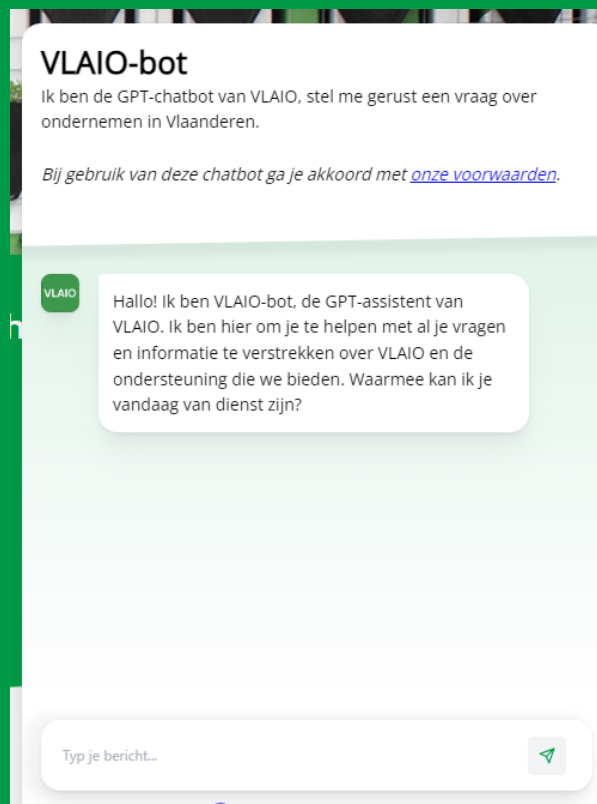 VLAIO-bot
Ik ben de GPT-chatbot van VLAIO, stel me gerust een vraag over
ondernemen in Vlaanderen.
Bij gebruik van deze chatbot ga je akkoord met onze voorwaarden.
VLAIO
Hallo! Ik ben VLAIO-bot, de GPT-assistent van
VLAIO. Ik ben hier om je te helpen met al je vragen
en informatie te verstrekken over VLAIO en de
ondersteuning die we bieden. Waarmee kan ik je
vandaag van dienst zijn?
Typ je bericht...